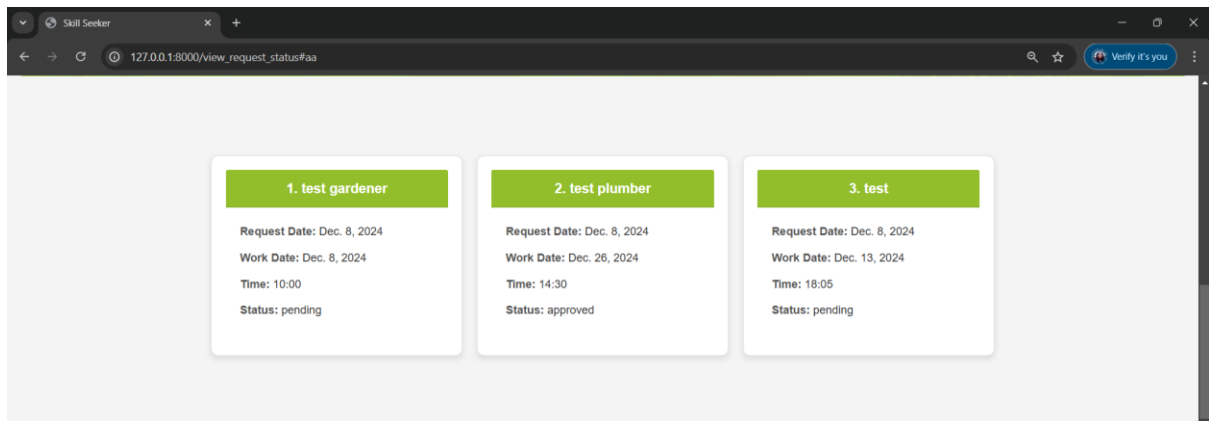 Skill Seeker
127.0.0.1:8000/view_request_status#aa
Verify it's you
1. test gardener
Request Date: Dec. 8, 2024
Work Date: Dec. 8, 2024
Time: 10:00
Status: pending
2. test plumber
Request Date: Dec. 8, 2024
Work Date: Dec. 26, 2024
Time: 14:30
Status: approved
3. test
Request Date: Dec. 8, 2024
Work Date: Dec. 13, 2024
Time: 18:05
Status: pending